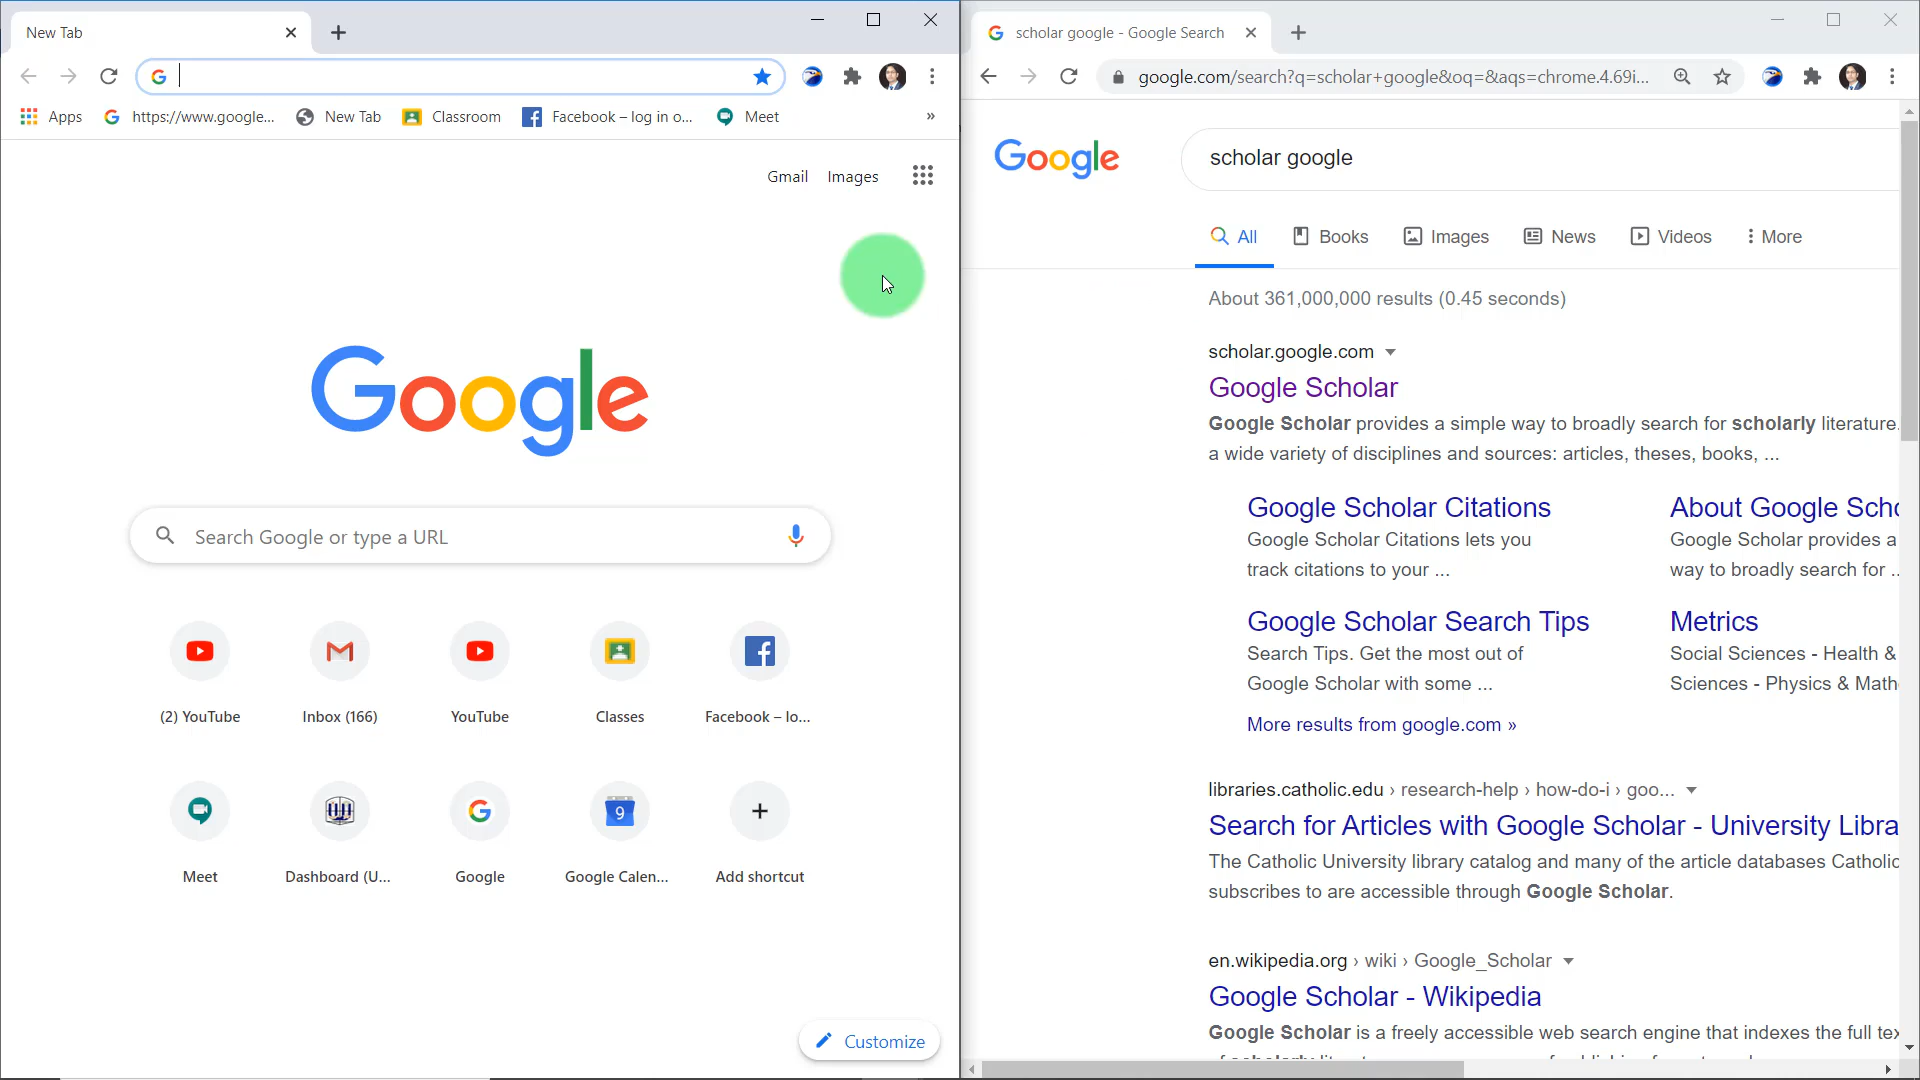 New Tab
Apps https://www.google... New Tab Classroom Facebook – log in o... Meet »
Gmail Images
Google
Search Google or type a URL
(2) YouTube Inbox (166) YouTube Classes Facebook – lo...
9
Meet Dashboard (U... Google Google Calen... Add shortcut
Customize
scholar google - Google Search
google.com/search?q=scholar+google&oq=&aqs=chrome.4.69i...
Google scholar google
All Books Images News Videos More
About 361,000,000 results (0.45 seconds)
scholar.google.com
Google Scholar
Google Scholar provides a simple way to broadly search for scholarly literature.
a wide variety of disciplines and sources: articles, theses, books, ...
Google Scholar Citations
Google Scholar Citations lets you
track citations to your ...
About Google Scho
Google Scholar provides a
way to broadly search for ...
Google Scholar Search Tips
Search Tips. Get the most out of
Google Scholar with some ...
Metrics
Social Sciences - Health &
Sciences - Physics & Math
More results from google.com »
libraries.catholic.edu › research-help › how-do-i › goo...
Search for Articles with Google Scholar - University Libra
The Catholic University library catalog and many of the article databases Catholic
subscribes to are accessible through Google Scholar.
en.wikipedia.org › wiki › Google_Scholar
Google Scholar - Wikipedia
Google Scholar is a freely accessible web search engine that indexes the full tex